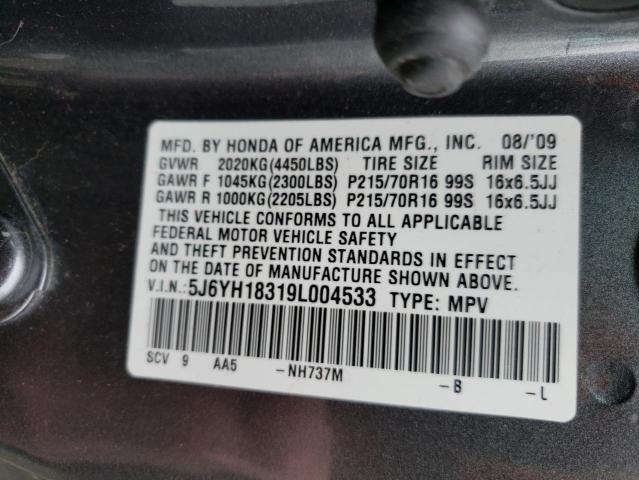 MFD. BY HONDA OF AMERICA MFG., INC. 08/'09
GVWR 2020KG(4450LBS) TIRE SIZE RIM SIZE
GAWR F 1045KG(2300LBS) P215/70R16 99S 16x6.5JJ
GAWR R 1000KG(2205LBS) P215/70R16 99S 16x6.5JJ
THIS VEHICLE CONFORMS TO ALL APPLICABLE
FEDERAL MOTOR VEHICLE SAFETY
AND THEFT PREVENTION STANDARDS IN EFFECT
ON THE DATE OF MANUFACTURE SHOWN ABOVE.
V.I.N.: 5J6YH18319L004533 TYPE: MPV
SCV 9 AA5 -NH737M -B -L